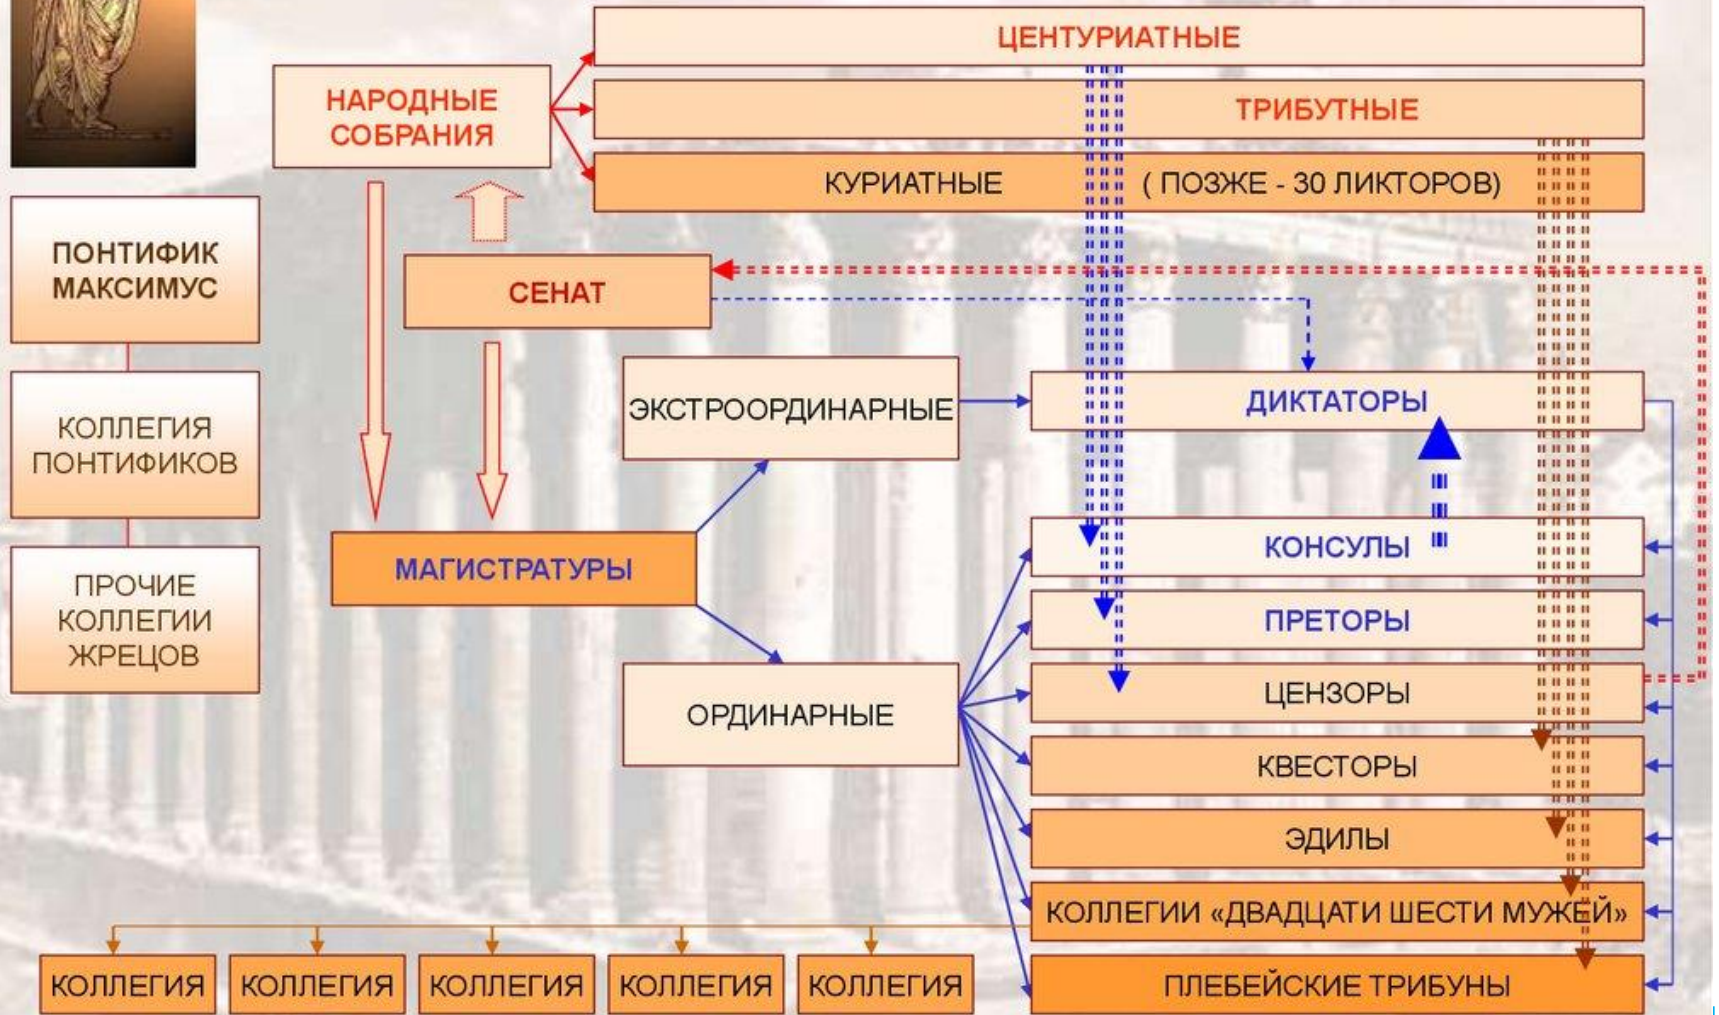 ЦЕНТУРИАТНЫЕ
НАРОДНЫЕ
СОБРАНИЯ
ТРИБУТНЫЕ
КУРИАТНЫЕ ( ПОЗЖЕ - 30 ЛИКТОРОВ)
ПОНТИФИК
МАКСИМУС
СЕНАТ
КОЛЛЕГИЯ
ПОНТИФИКОВ
ЭКСТРООРДИНАРНЫЕ
ДИКТАТОРЫ
МАГИСТРАТУРЫ
КОНСУЛЫ
ПРОЧИЕ
КОЛЛЕГИИ
ЖРЕЦОВ
ПРЕТОРЫ
ОРДИНАРНЫЕ
ЦЕНЗОРЫ
КВЕСТОРЫ
ЭДИЛЫ
КОЛЛЕГИИ «ДВАДЦАТИ ШЕСТИ МУЖЕЙ»
КОЛЛЕГИЯ
КОЛЛЕГИЯ
КОЛЛЕГИЯ
КОЛЛЕГИЯ
КОЛЛЕГИЯ
ПЛЕБЕЙСКИЕ ТРИБУНЫ